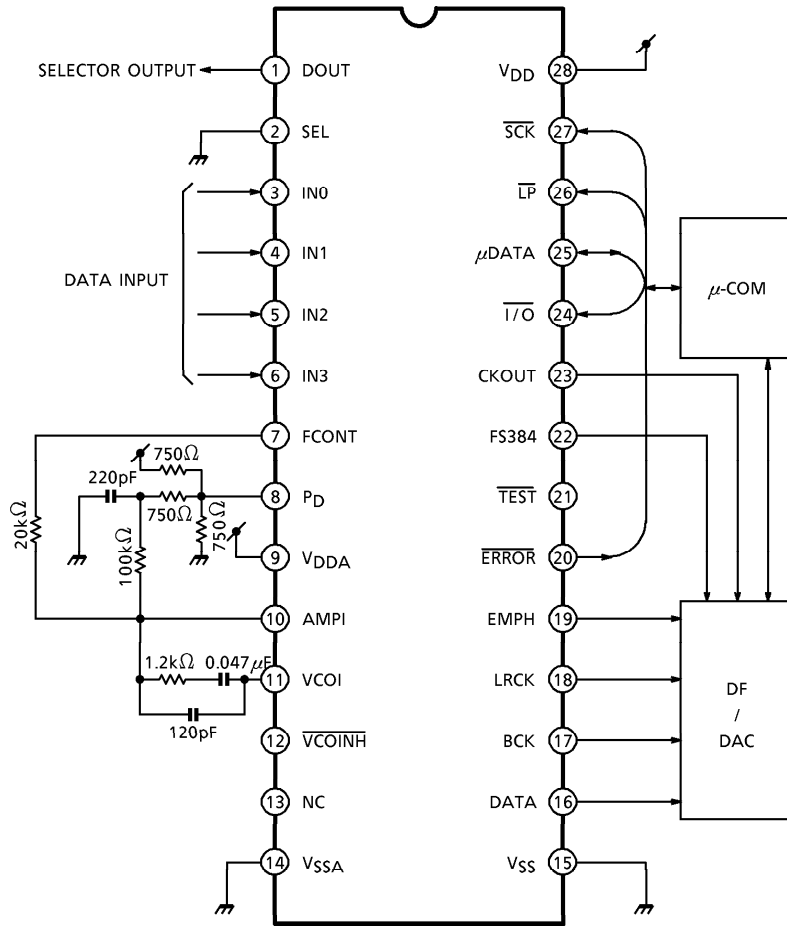 SELECTOR OUTPUT
1 DOUT
2 SEL
3 IN0
4 IN1
DATA INPUT
5 IN2
6 IN3
7 FCONT
750Ω
220pF
750Ω
8 PD
20kΩ
100kΩ
750Ω
9 VDDA
10 AMPI
1.2kΩ 0.047μF
11 VCOI
120pF
12 VCOINH
13 NC
14 VSSA
VDD 28
SCK 27
LP 26
μDATA 25
I/O 24
CKOUT 23
FS384 22
TEST 21
ERROR 20
EMPH 19
LRCK 18
BCK 17
DATA 16
VSS 15
μ-COM
DF
/
DAC